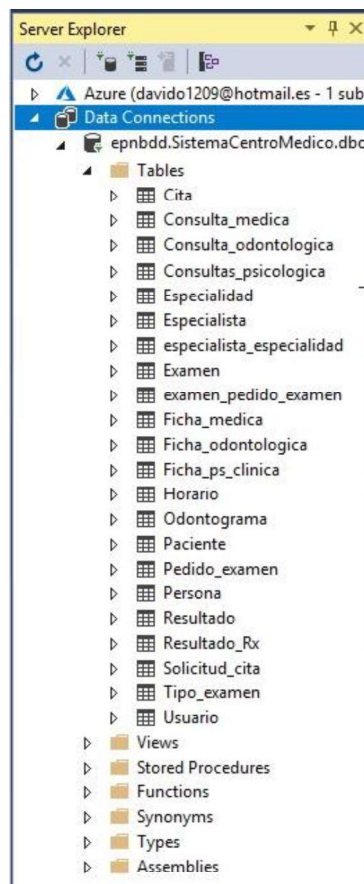 Server Explorer
Azure (davido1209@hotmail.es - 1 sub
Data Connections
epnbdd.SistemaCentroMedico.dbo
Tables
Cita
Consulta_medica
Consulta_odontologica
Consultas_psicologica
Especialidad
Especialista
especialista_especialidad
Examen
examen_pedido_examen
Ficha_medica
Ficha_odontologica
Ficha_ps_clinica
Horario
Odontograma
Paciente
Pedido_examen
Persona
Resultado
Resultado_Rx
Solicitud_cita
Tipo_examen
Usuario
Views
Stored Procedures
Functions
Synonyms
Types
Assemblies